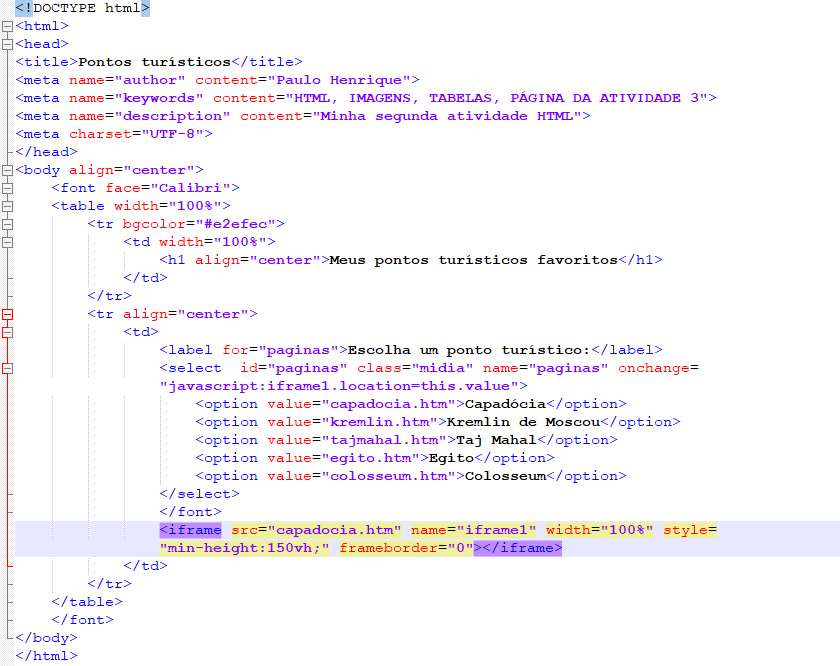 <!DOCTYPE html>
<html>
<head>
<title>Pontos turísticos</title>
<meta name="author" content="Paulo Henrique">
<meta name="keywords" content="HTML, IMAGENS, TABELAS, PÁGINA DA ATIVIDADE 3">
<meta name="description" content="Minha segunda atividade HTML">
<meta charset="UTF-8">
</head>
<body align="center">
<font face="Calibri">
<table width="100%">
<tr bgcolor="#e2efec">
<td width="100%">
<h1 align="center">Meus pontos turísticos favoritos</h1>
</td>
</tr>
<tr align="center">
<td>
<label for="paginas">Escolha um ponto turístico:</label>
<select  id="paginas" class="midia" name="paginas" onchange=
"javascript:iframe1.location=this.value">
<option value="capadocia.htm">Capadócia</option>
<option value="kremlin.htm">Kremlin de Moscou</option>
<option value="tajmahal.htm">Taj Mahal</option>
<option value="egito.htm">Egito</option>
<option value="colosseum.htm">Colosseum</option>
</select>
</font>
<iframe src="capadocia.htm" name="iframe1" width="100%" style=
"min-height:150vh;" frameborder="0"></iframe>
</td>
</tr>
</table>
</font>
</body>
</html>